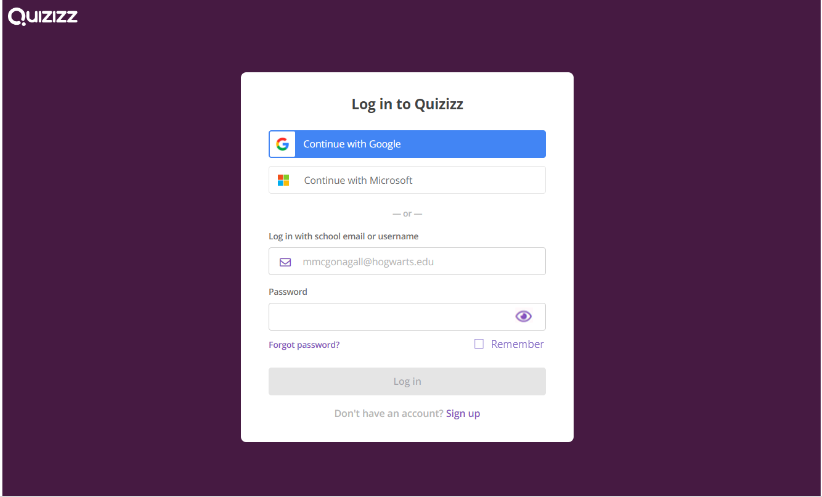 Quizizz
Log in to Quizizz
Continue with Google
Continue with Microsoft
— or —
Log in with school email or username
mmcgonagall@hogwarts.edu
Password
Forgot password? Remember
Log in
Don't have an account? Sign up